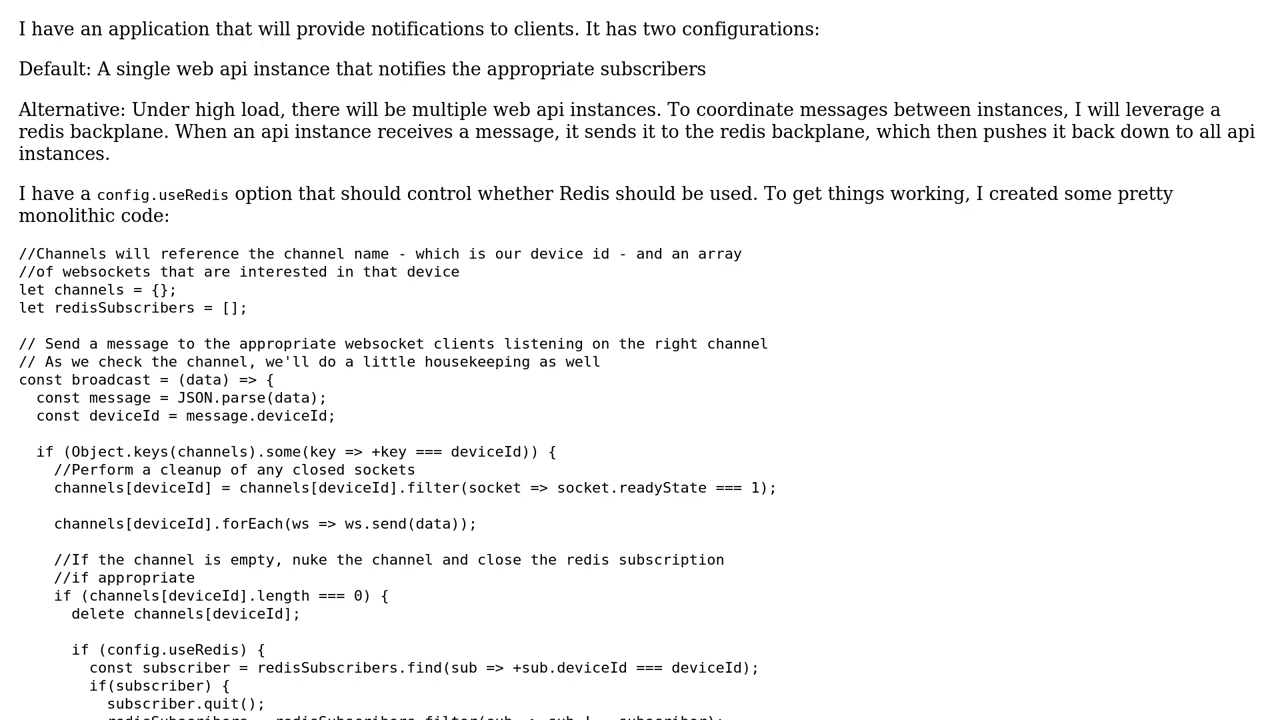 I have an application that will provide notifications to clients. It has two configurations:
Default: A single web api instance that notifies the appropriate subscribers
Alternative: Under high load, there will be multiple web api instances. To coordinate messages between instances, I will leverage a
redis backplane. When an api instance receives a message, it sends it to the redis backplane, which then pushes it back down to all api
instances.
I have a config.useRedis option that should control whether Redis should be used. To get things working, I created some pretty
monolithic code:
//Channels will reference the channel name - which is our device id - and an array
//of websockets that are interested in that device
let channels = {};
let redisSubscribers = [];
// Send a message to the appropriate websocket clients listening on the right channel
// As we check the channel, we'll do a little housekeeping as well
const broadcast = (data) => {
  const message = JSON.parse(data);
  const deviceId = message.deviceId;
  if (Object.keys(channels).some(key => +key === deviceId)) {
    //Perform a cleanup of any closed sockets
    channels[deviceId] = channels[deviceId].filter(socket => socket.readyState === 1);
    channels[deviceId].forEach(ws => ws.send(data));
    //If the channel is empty, nuke the channel and close the redis subscription
    //if appropriate
    if (channels[deviceId].length === 0) {
      delete channels[deviceId];
      if (config.useRedis) {
        const subscriber = redisSubscribers.find(sub => +sub.deviceId === deviceId);
        if(subscriber) {
          subscriber.quit();